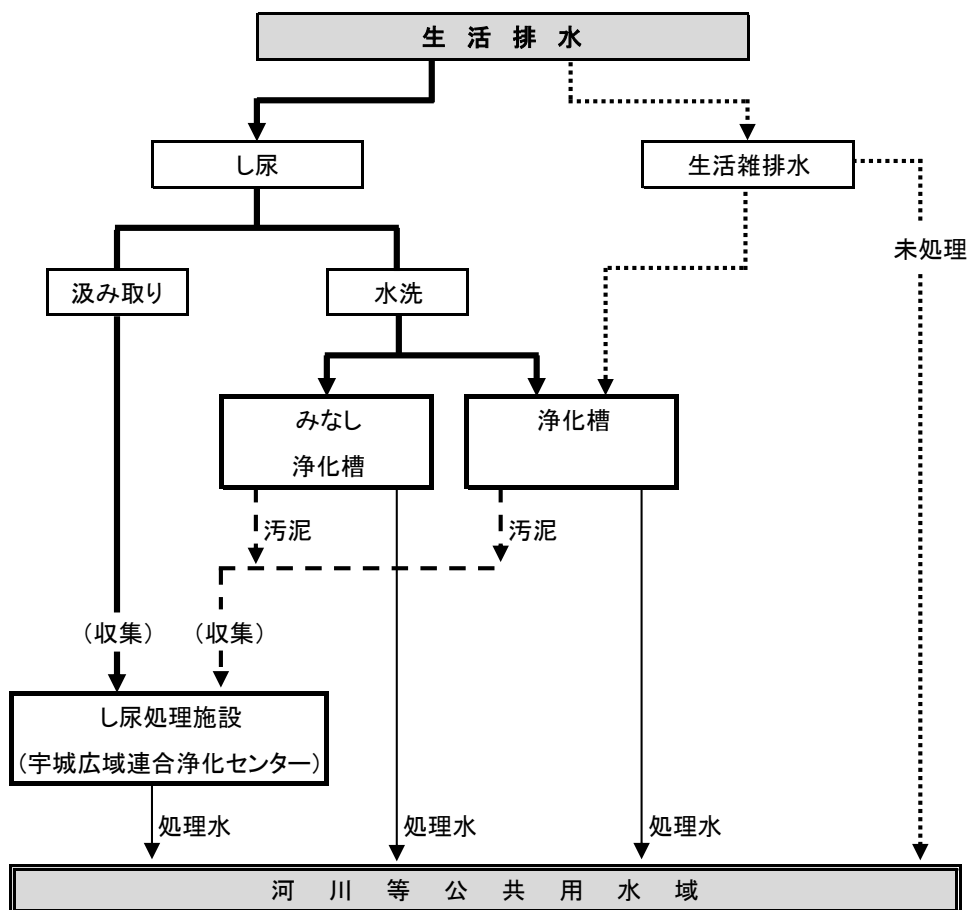 生活排水
し尿
生活雑排水
未処理
汲み取り
水洗
みなし
浄化槽
浄化槽
汚泥
汚泥
（収集）
（収集）
し尿処理施設
（宇城広域連合浄化センター）
処理水
処理水
処理水
河川等公共用水域